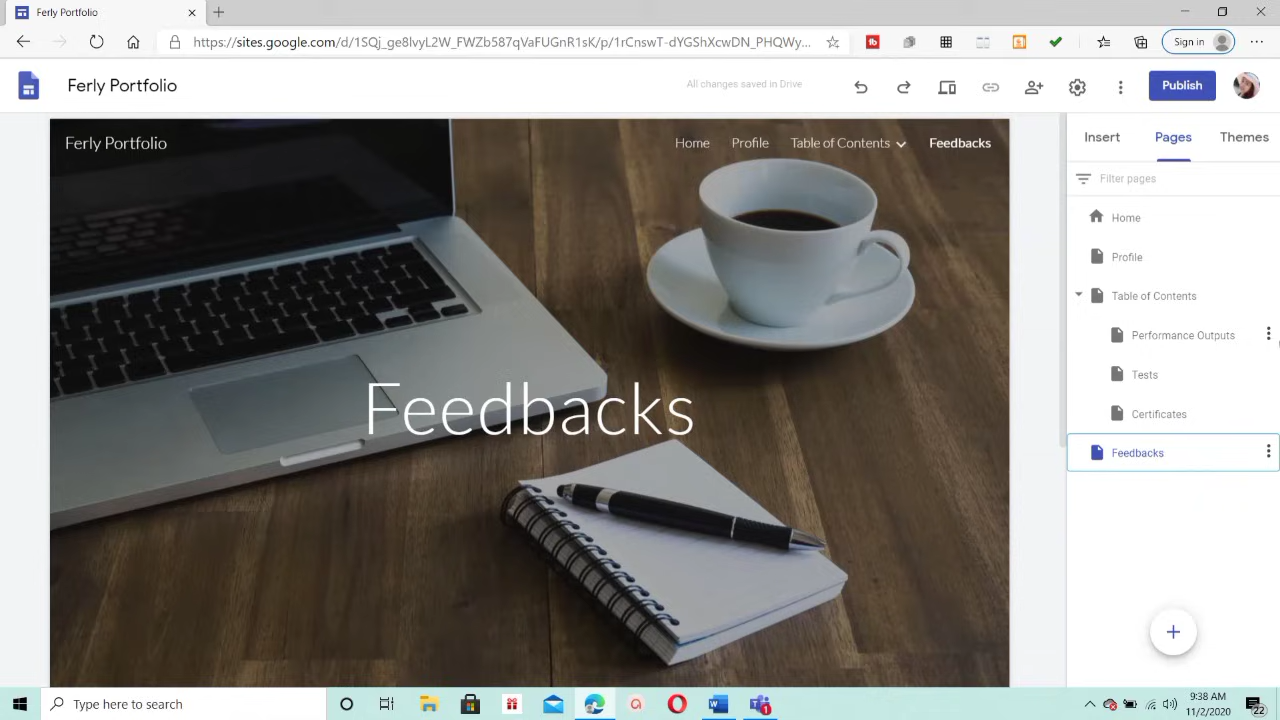 Ferly Portfolio
https://sites.google.com/d/1SQj_ge8lvyL2W_FWZb587qVaFUGnR1sK/p/1rCnswT-dYGShXcwDN_PHQWy...
Sign in
Ferly Portfolio
All changes saved in Drive
Publish
Ferly Portfolio
Home
Profile
Table of Contents
Feedbacks
Feedbacks
Insert
Pages
Themes
Filter pages
Home
Profile
Table of Contents
Performance Outputs
Tests
Certificates
Feedbacks
Type here to search
9:38 AM
11/2/2020
22